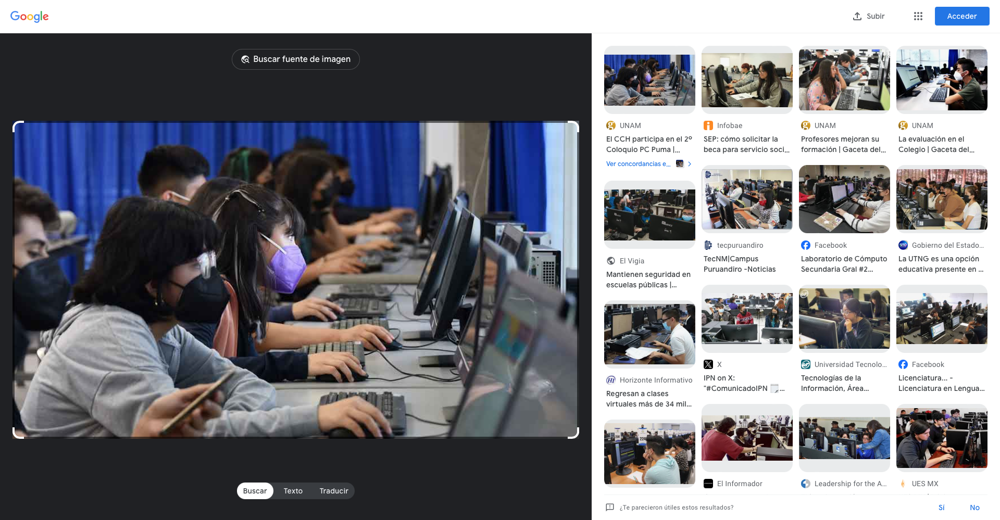 Google
Subir
Acceder
Buscar fuente de imagen
UNAM
El CCH participa en el 2º
Coloquio PC Puma |...
Ver concordancias e...
Infobae
SEP: cómo solicitar la
beca para servicio soci...
UNAM
Profesores mejoran su
formación | Gaceta del...
UNAM
La evaluación en el
Colegio | Gaceta del...
El Vigia
Mantienen seguridad en
escuelas públicas |...
tecpuruandiro
TecNM|Campus
Puruandiro -Noticias
Facebook
Laboratorio de Cómputo
Secundaria Gral #2...
GTO
Gobierno del Estado...
La UTNG es una opción
educativa presente en ...
HI
Horizonte Informativo
Regresan a clases
virtuales más de 34 mil...
X
IPN on X:
"#ComunicadoIPN 🗒️...
Universidad Tecnolo...
Tecnologías de la
Información, Área...
Facebook
Licenciatura... -
Licenciatura en Lengua...
224
El Informador
Leadership for the A...
UES MX
Buscar
Texto
Traducir
¿Te parecieron útiles estos resultados?
Sí
No